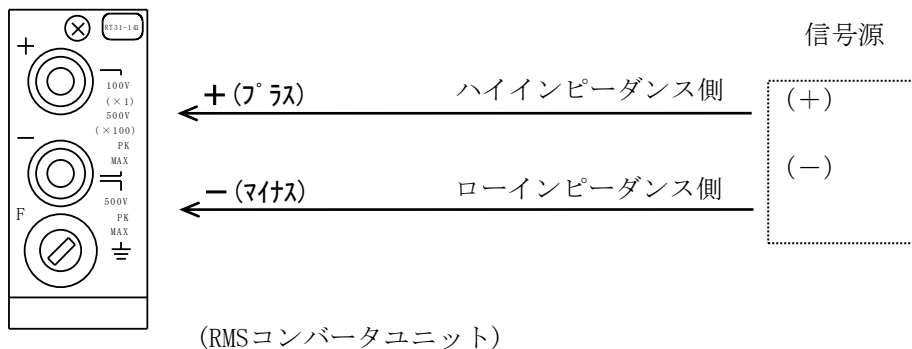 RT31-141
+
100V
(×1)
500V
(×100)
PK
MAX
−
500V
PK
MAX
F
信号源
+(プラス)
ハイインピーダンス側
(+)
−(マイナス)
ローインピーダンス側
(−)
(RMSコンバータユニット)